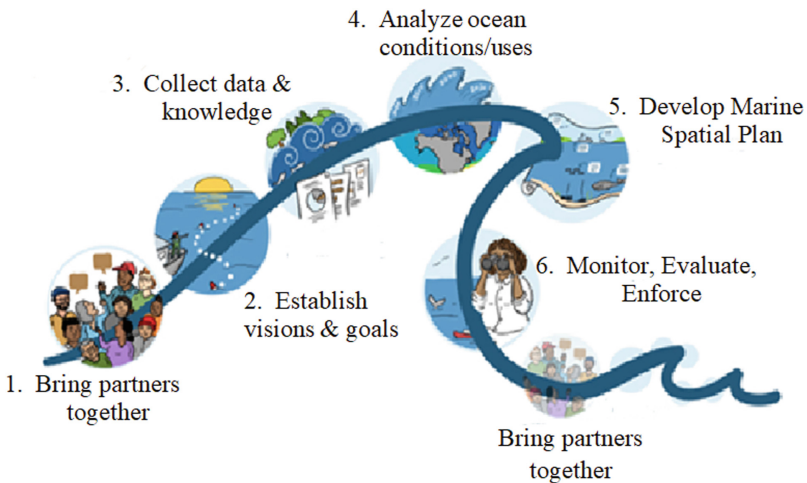 1. Bring partners
together
2. Establish
visions & goals
3. Collect data &
knowledge
4. Analyze ocean
conditions/uses
5. Develop Marine
Spatial Plan
6. Monitor, Evaluate,
Enforce
Bring partners
together